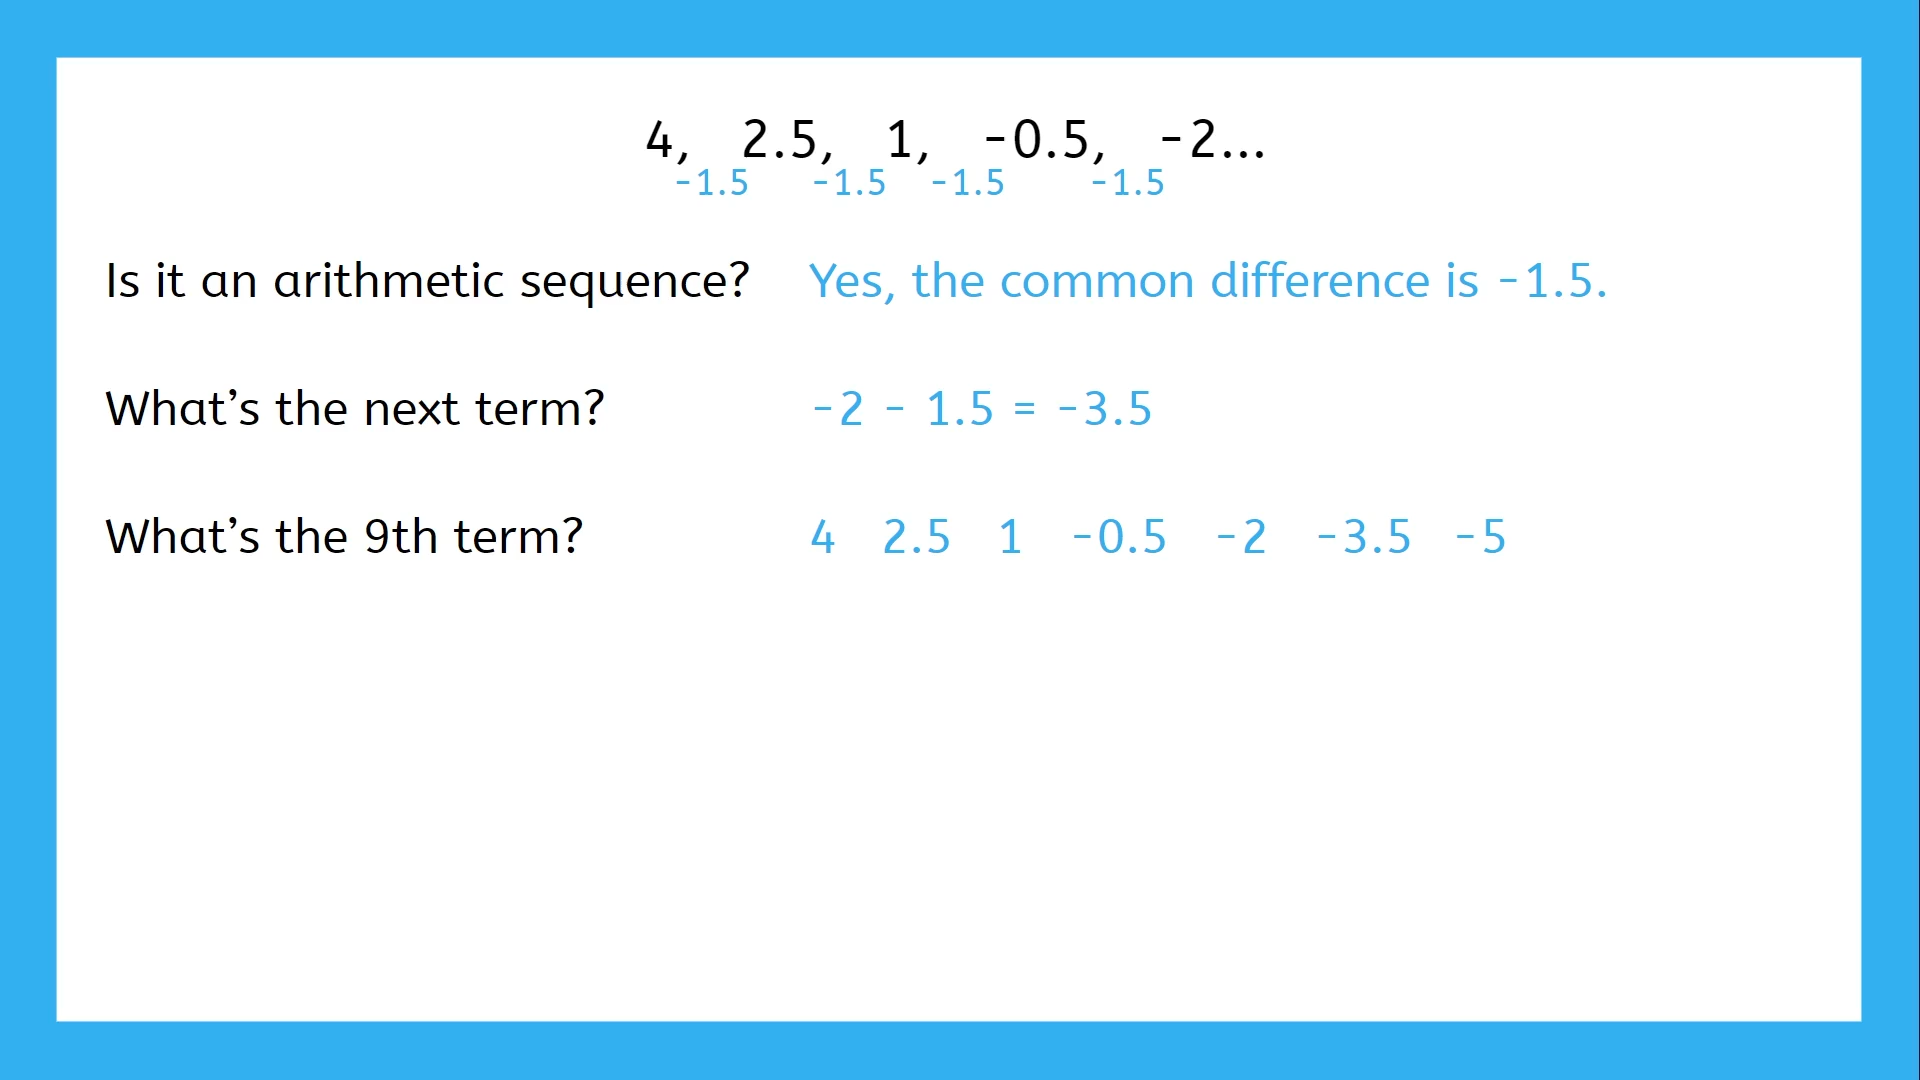 4, 2.5, 1, -0.5, -2...
-1.5 -1.5 -1.5 -1.5
Is it an arithmetic sequence? Yes, the common difference is -1.5.
What’s the next term? -2 - 1.5 = -3.5
What’s the 9th term? 4 2.5 1 -0.5 -2 -3.5 -5